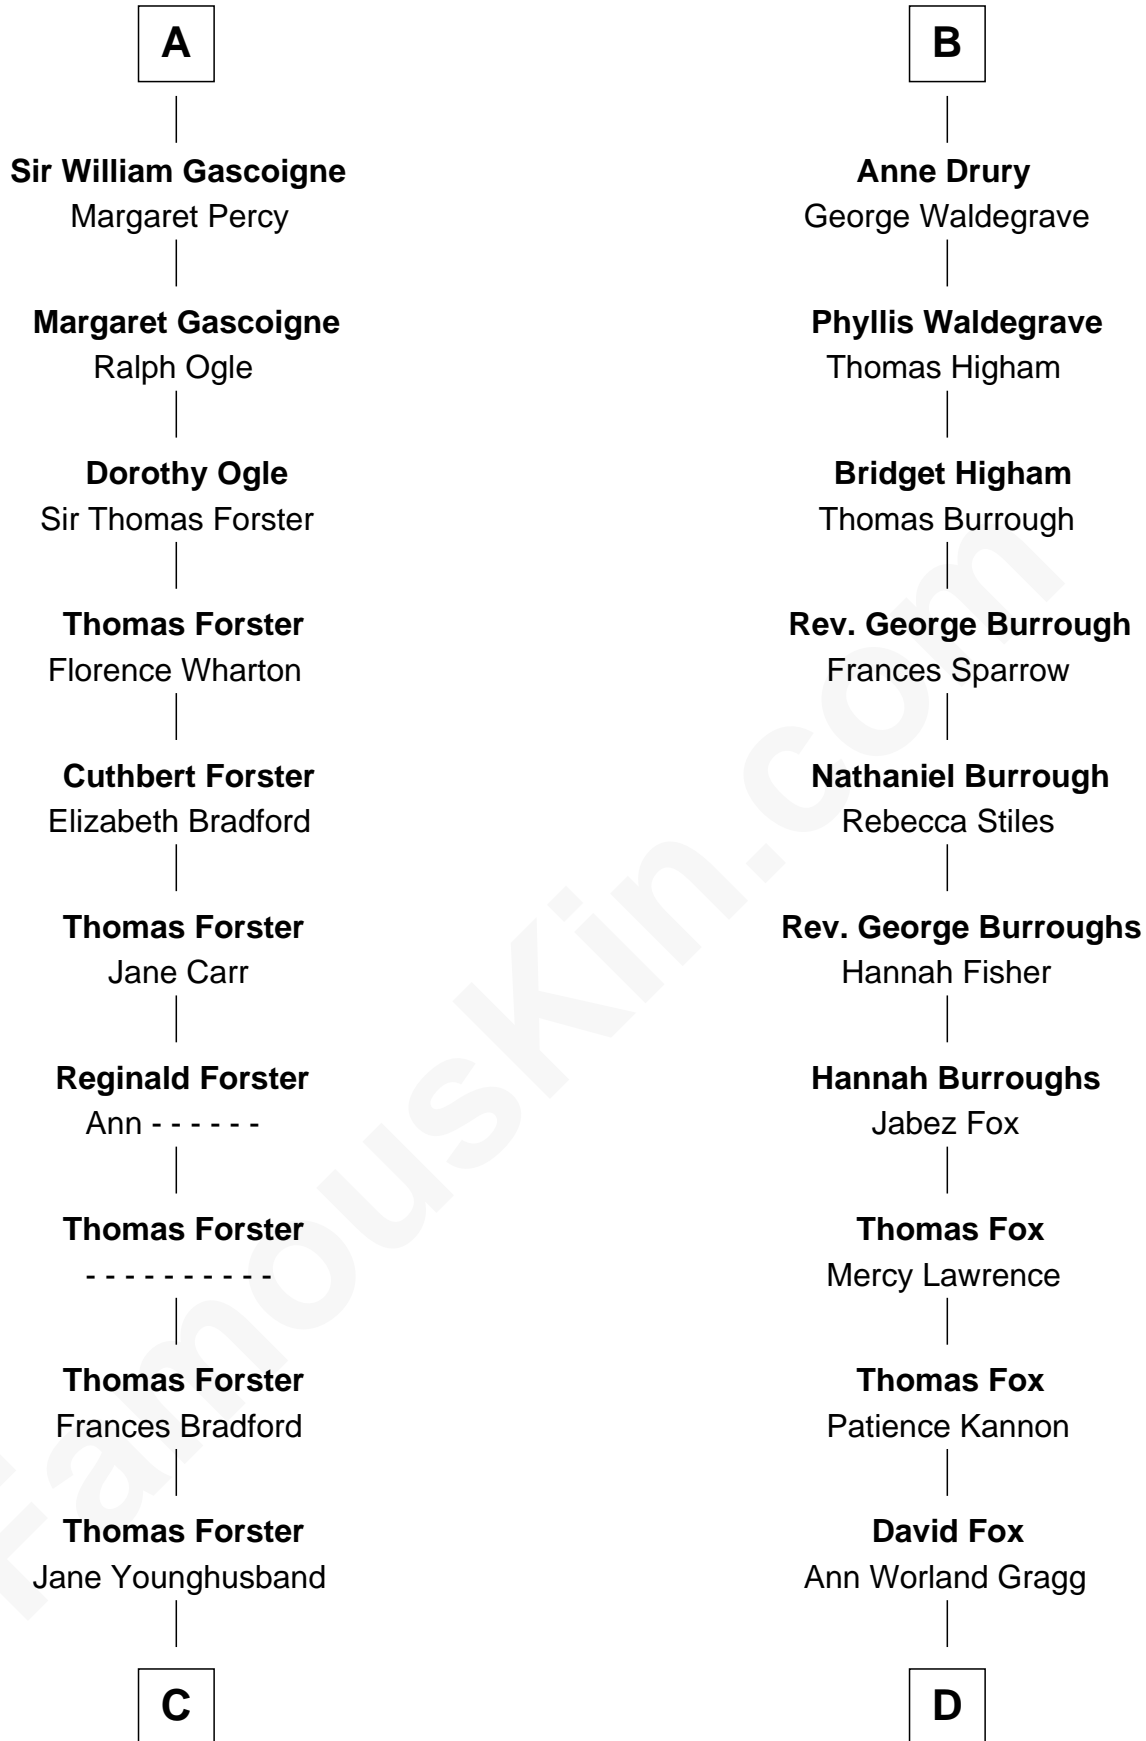 A
Sir William Gascoigne
Margaret Percy
Margaret Gascoigne
Ralph Ogle
Dorothy Ogle
Sir Thomas Forster
Thomas Forster
Florence Wharton
Cuthbert Forster
Elizabeth Bradford
Thomas Forster
Jane Carr
Reginald Forster
Ann - - - - - -
Thomas Forster
- - - - - - - - - -
Thomas Forster
Frances Bradford
Thomas Forster
Jane Younghusband
C
B
Anne Drury
George Waldegrave
Phyllis Waldegrave
Thomas Higham
Bridget Higham
Thomas Burrough
Rev. George Burrough
Frances Sparrow
Nathaniel Burrough
Rebecca Stiles
Rev. George Burroughs
Hannah Fisher
Hannah Burroughs
Jabez Fox
Thomas Fox
Mercy Lawrence
Thomas Fox
Patience Kannon
David Fox
Ann Worland Gragg
D
FamousKin.com